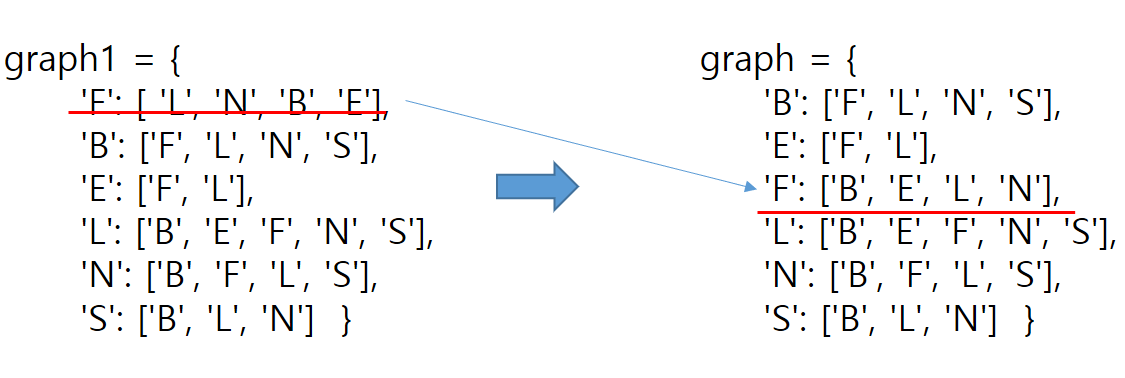 graph1 = {
'F': [ 'L', 'N', 'B', 'E'],
'B': ['F', 'L', 'N', 'S'],
'E': ['F', 'L'],
'L': ['B', 'E', 'F', 'N', 'S'],
'N': ['B', 'F', 'L', 'S'],
'S': ['B', 'L', 'N']  }
graph = {
'B': ['F', 'L', 'N', 'S'],
'E': ['F', 'L'],
'F': ['B', 'E', 'L', 'N'],
'L': ['B', 'E', 'F', 'N', 'S'],
'N': ['B', 'F', 'L', 'S'],
'S': ['B', 'L', 'N']  }